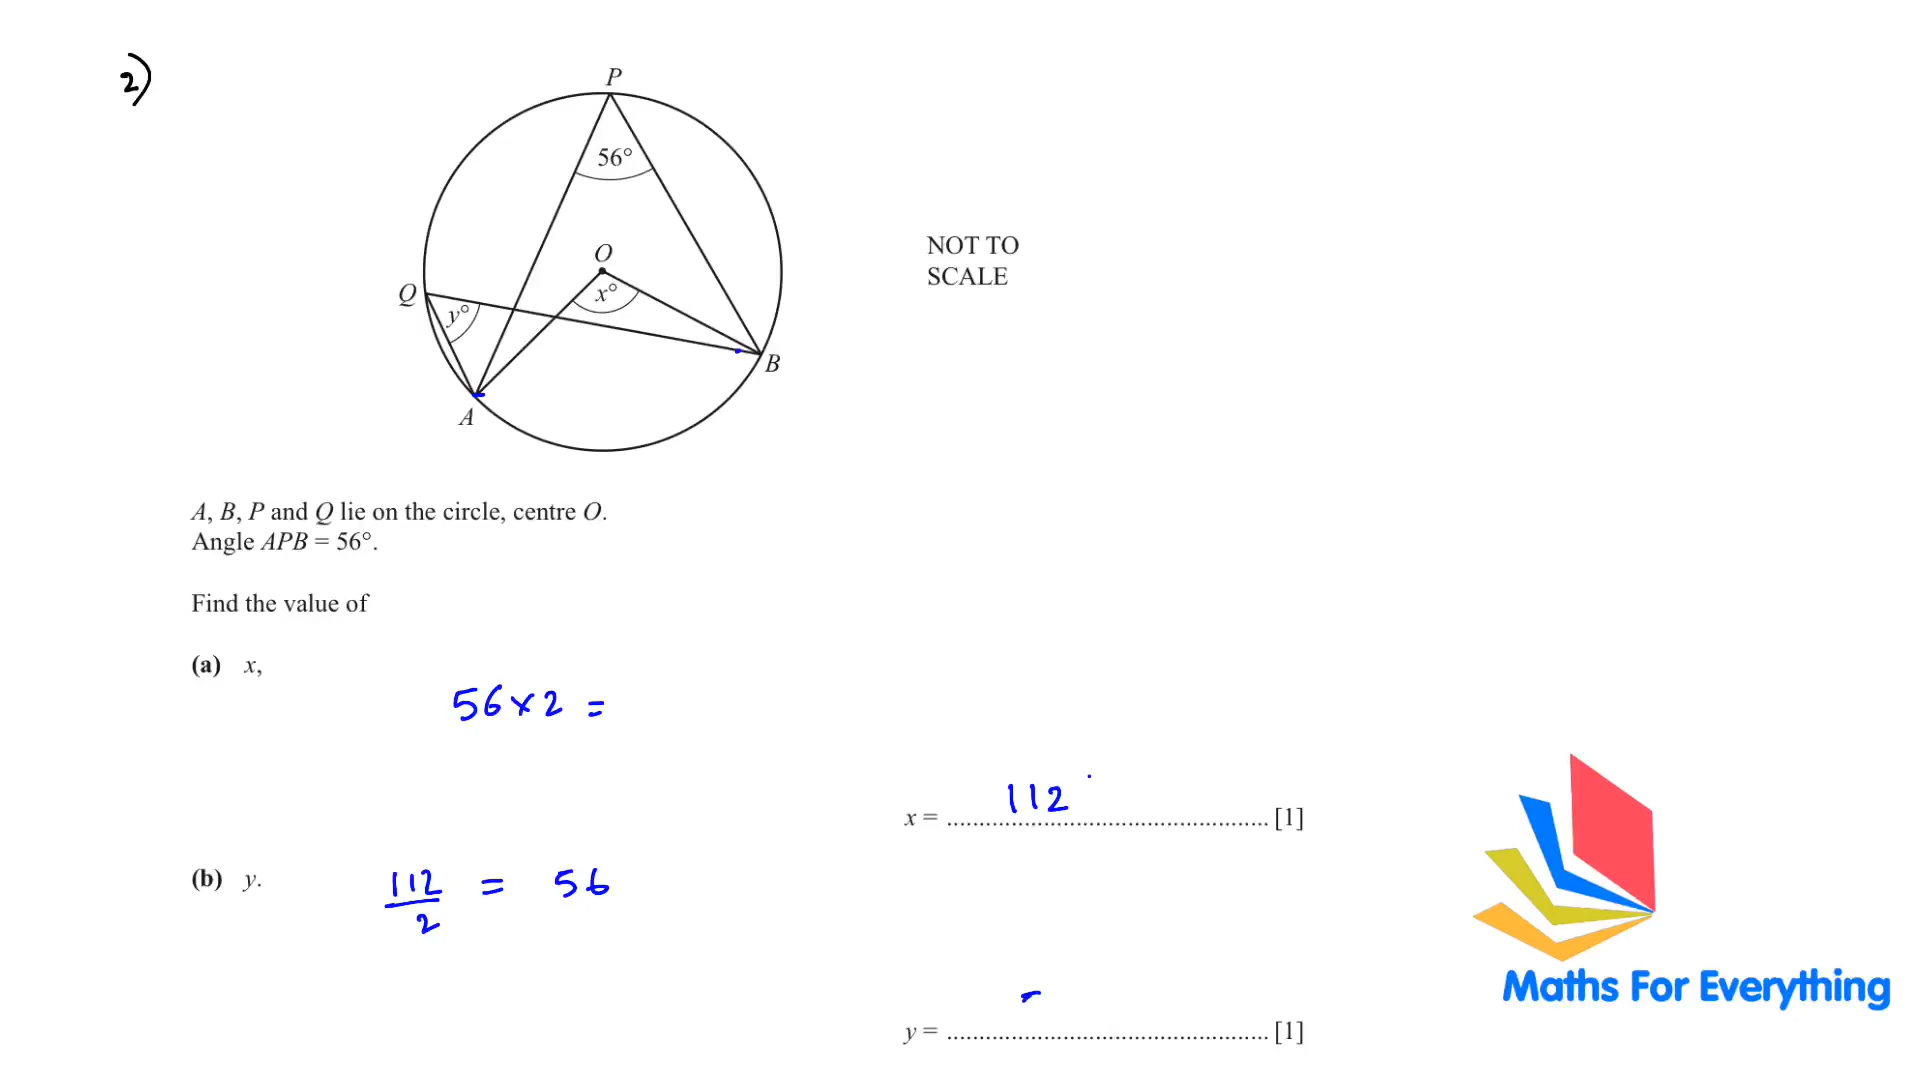 2)
P
56°
O
x°
Q
y°
B
A
NOT TO
SCALE
A, B, P and Q lie on the circle, centre O.
Angle APB = 56°.
Find the value of
(a) x,
56 × 2 =
x = 112 [1]
(b) y.
112 / 2 = 56
y = ................................................ [1]
Maths For Everything